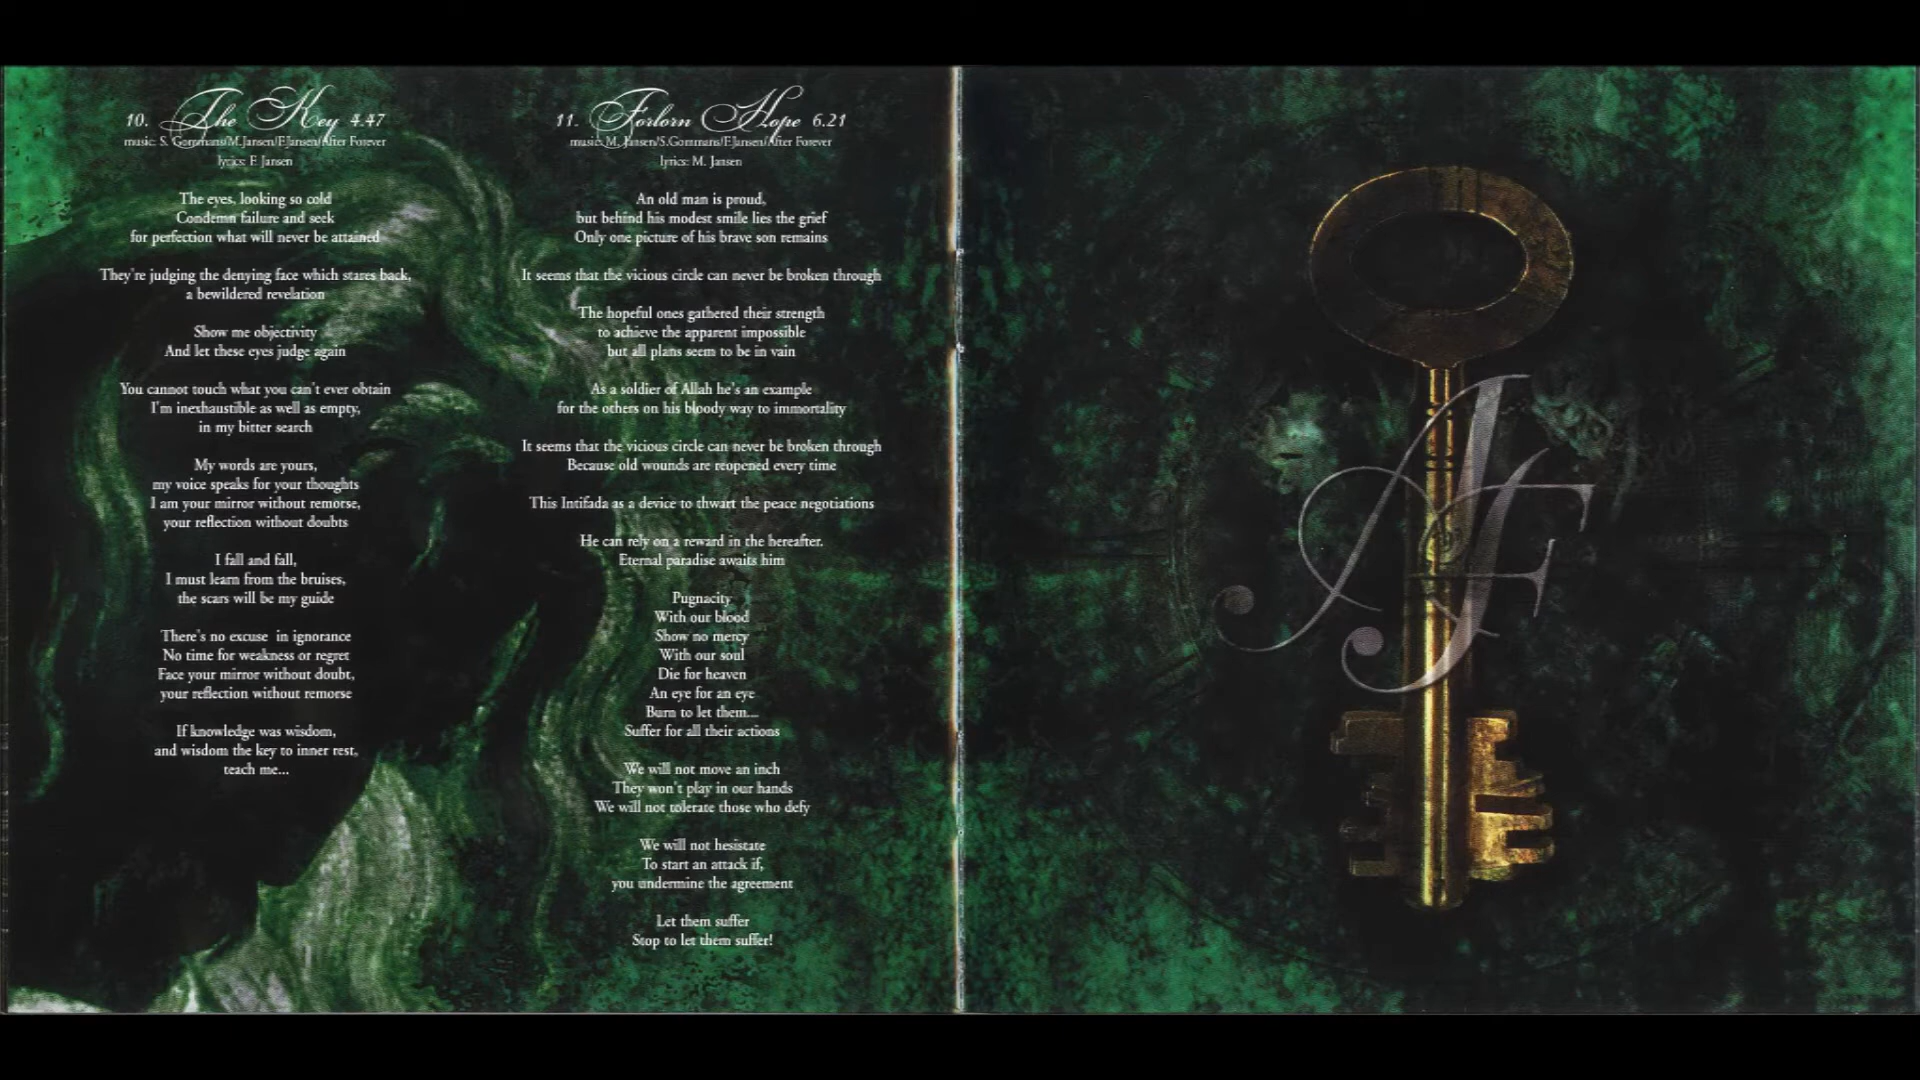 10. The Key 4.47
music: S. Gommans/M.Jansen/F.Jansen/After Forever
lyrics: F. Jansen
The eyes, looking so cold
Condemn failure and seek
for perfection what will never be attained
They're judging the denying face which stares back,
a bewildered revelation
Show me objectivity
And let these eyes judge again
You cannot touch what you can't ever obtain
I'm inexhaustible as well as empty,
in my bitter search
My words are yours,
my voice speaks for your thoughts
I am your mirror without remorse,
your reflection without doubts
I fall and fall,
I must learn from the bruises,
the scars will be my guide
There's no excuse in ignorance
No time for weakness or regret
Face your mirror without doubt,
your reflection without remorse
If knowledge was wisdom,
and wisdom the key to inner rest,
teach me...
11. Forlorn Hope 6.21
music: M. Jansen/S.Gommans/F.Jansen/After Forever
lyrics: M. Jansen
An old man is proud,
but behind his modest smile lies the grief
Only one picture of his brave son remains
It seems that the vicious circle can never be broken through
The hopeful ones gathered their strength
to achieve the apparent impossible
but all plans seem to be in vain
As a soldier of Allah he's an example
for the others on his bloody way to immortality
It seems that the vicious circle can never be broken through
Because old wounds are reopened every time
This Intifada as a device to thwart the peace negotiations
He can rely on a reward in the hereafter.
Eternal paradise awaits him
Pugnacity
With our blood
Show no mercy
With our soul
Die for heaven
An eye for an eye
Burn to let them...
Suffer for all their actions
We will not move an inch
They won't play in our hands
We will not tolerate those who defy
We will not hesistate
To start an attack if,
you undermine the agreement
Let them suffer
Stop to let them suffer!
AF